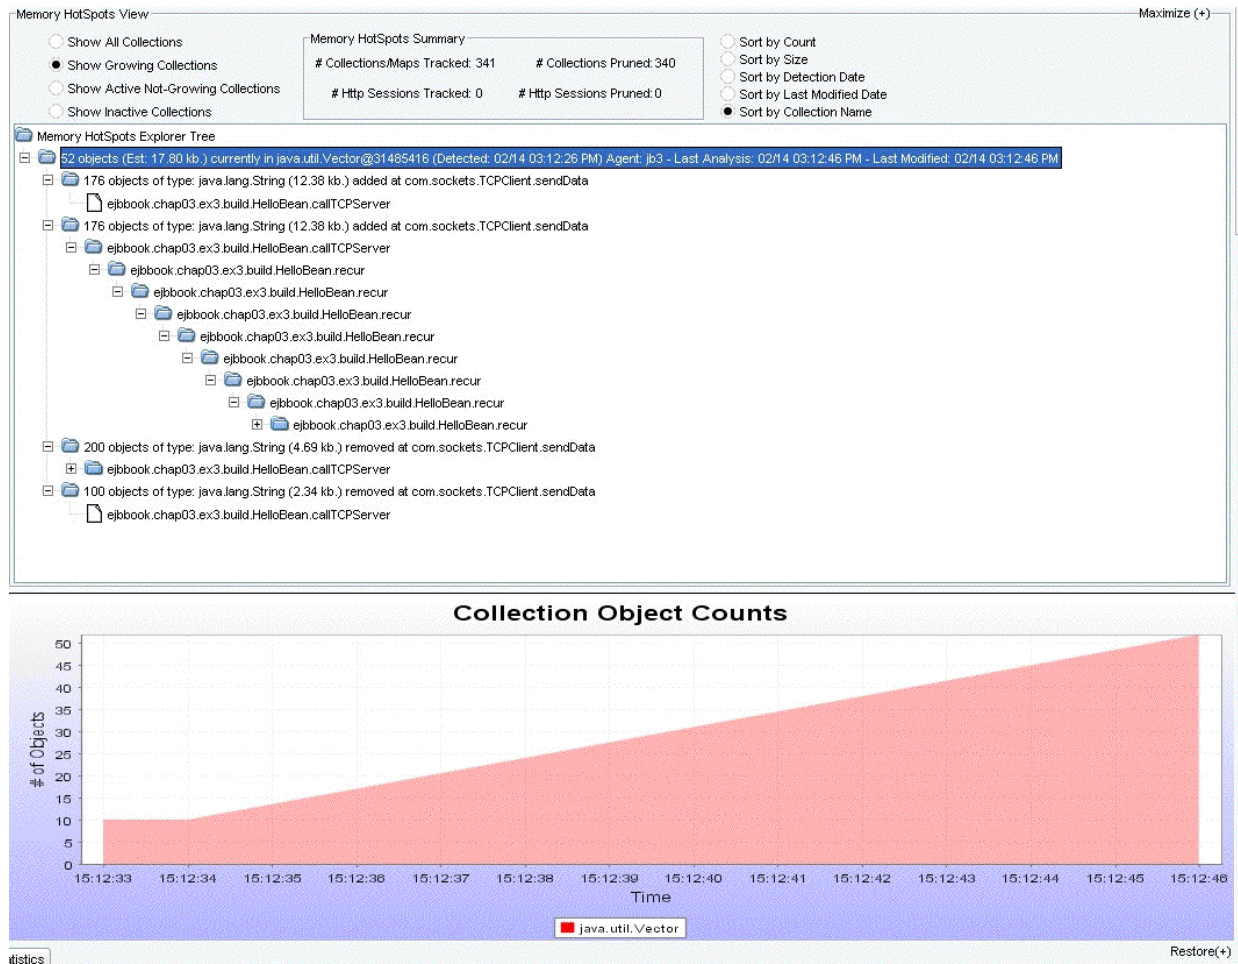 Memory HotSpots View
Maximize (+)
Show All Collections
Show Growing Collections
Show Active Not-Growing Collections
Show Inactive Collections
Memory HotSpots Summary
# Collections/Maps Tracked: 341 # Collections Pruned: 340
# Http Sessions Tracked: 0 # Http Sessions Pruned: 0
Sort by Count
Sort by Size
Sort by Detection Date
Sort by Last Modified Date
Sort by Collection Name
Memory HotSpots Explorer Tree
52 objects (Est: 17.80 kb.) currently in java.util.Vector@31485416 (Detected: 02/14 03:12:26 PM) Agent: jb3 - Last Analysis: 02/14 03:12:46 PM - Last Modified: 02/14 03:12:46 PM
176 objects of type: java.lang.String (12.38 kb.) added at com.sockets.TCPClient.sendData
ejbbook.chap03.ex3.build.HelloBean.callTCPServer
176 objects of type: java.lang.String (12.38 kb.) added at com.sockets.TCPClient.sendData
ejbbook.chap03.ex3.build.HelloBean.callTCPServer
ejbbook.chap03.ex3.build.HelloBean.recur
ejbbook.chap03.ex3.build.HelloBean.recur
ejbbook.chap03.ex3.build.HelloBean.recur
ejbbook.chap03.ex3.build.HelloBean.recur
ejbbook.chap03.ex3.build.HelloBean.recur
ejbbook.chap03.ex3.build.HelloBean.recur
ejbbook.chap03.ex3.build.HelloBean.recur
ejbbook.chap03.ex3.build.HelloBean.recur
200 objects of type: java.lang.String (4.69 kb.) removed at com.sockets.TCPClient.sendData
ejbbook.chap03.ex3.build.HelloBean.callTCPServer
100 objects of type: java.lang.String (2.34 kb.) removed at com.sockets.TCPClient.sendData
ejbbook.chap03.ex3.build.HelloBean.callTCPServer
Collection Object Counts
# of Objects
50
45
40
35
30
25
20
15
10
5
0
15:12:33 15:12:34 15:12:35 15:12:36 15:12:37 15:12:38 15:12:39 15:12:40 15:12:41 15:12:42 15:12:43 15:12:44 15:12:45 15:12:46
Time
java.util.Vector
Restore(+)
atistics